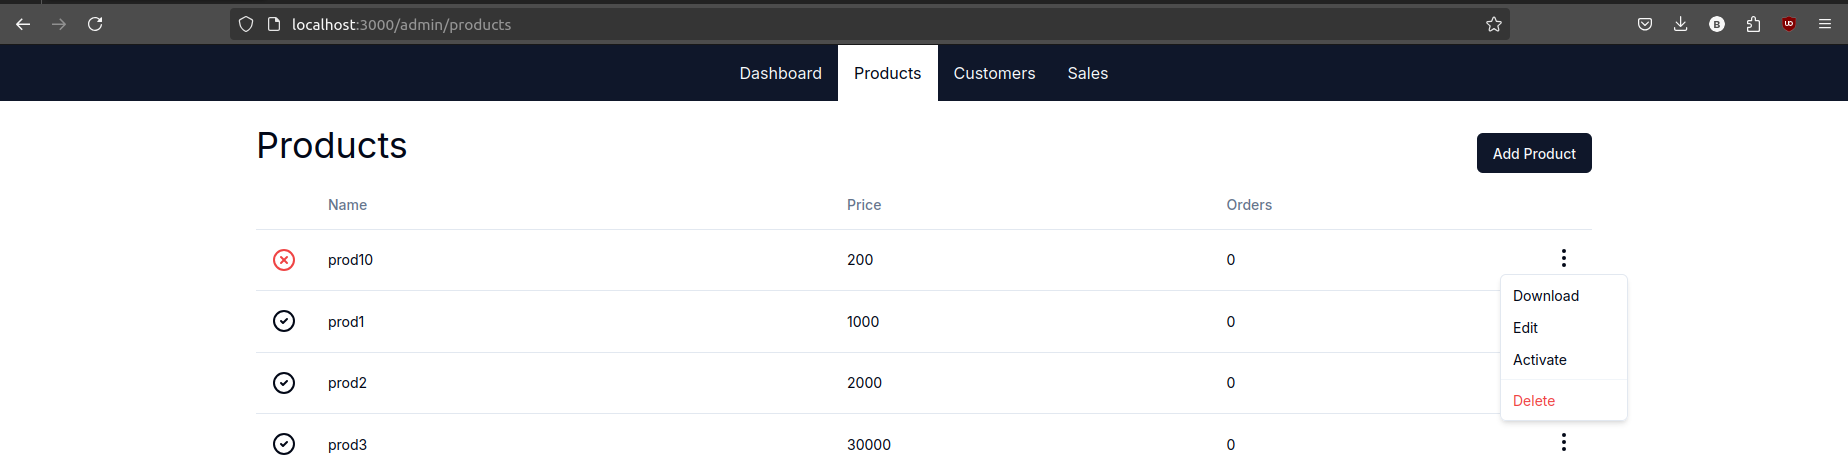 localhost:3000/admin/products
B
UO
Dashboard Products Customers Sales
Products
Add Product
Name Price Orders
prod10 200 0
Download
Edit
Activate
Delete
prod1 1000 0
prod2 2000 0
prod3 30000 0